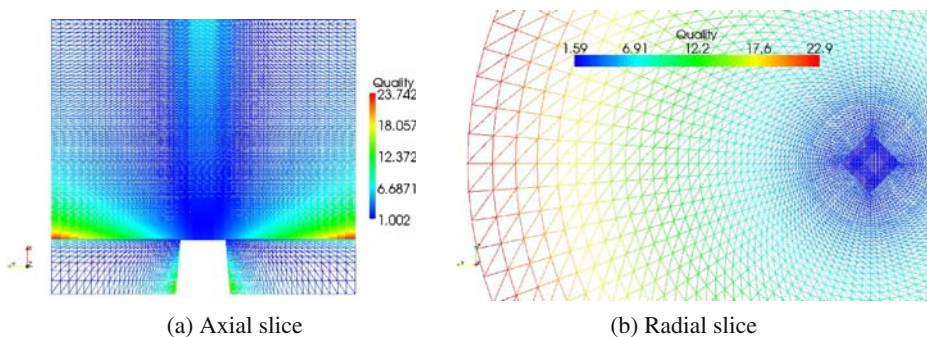 Quality
23.742
18.057
12.372
6.6871
1.002
Quality
1.59 6.91 12.2 17.6 22.9
(a) Axial slice
(b) Radial slice